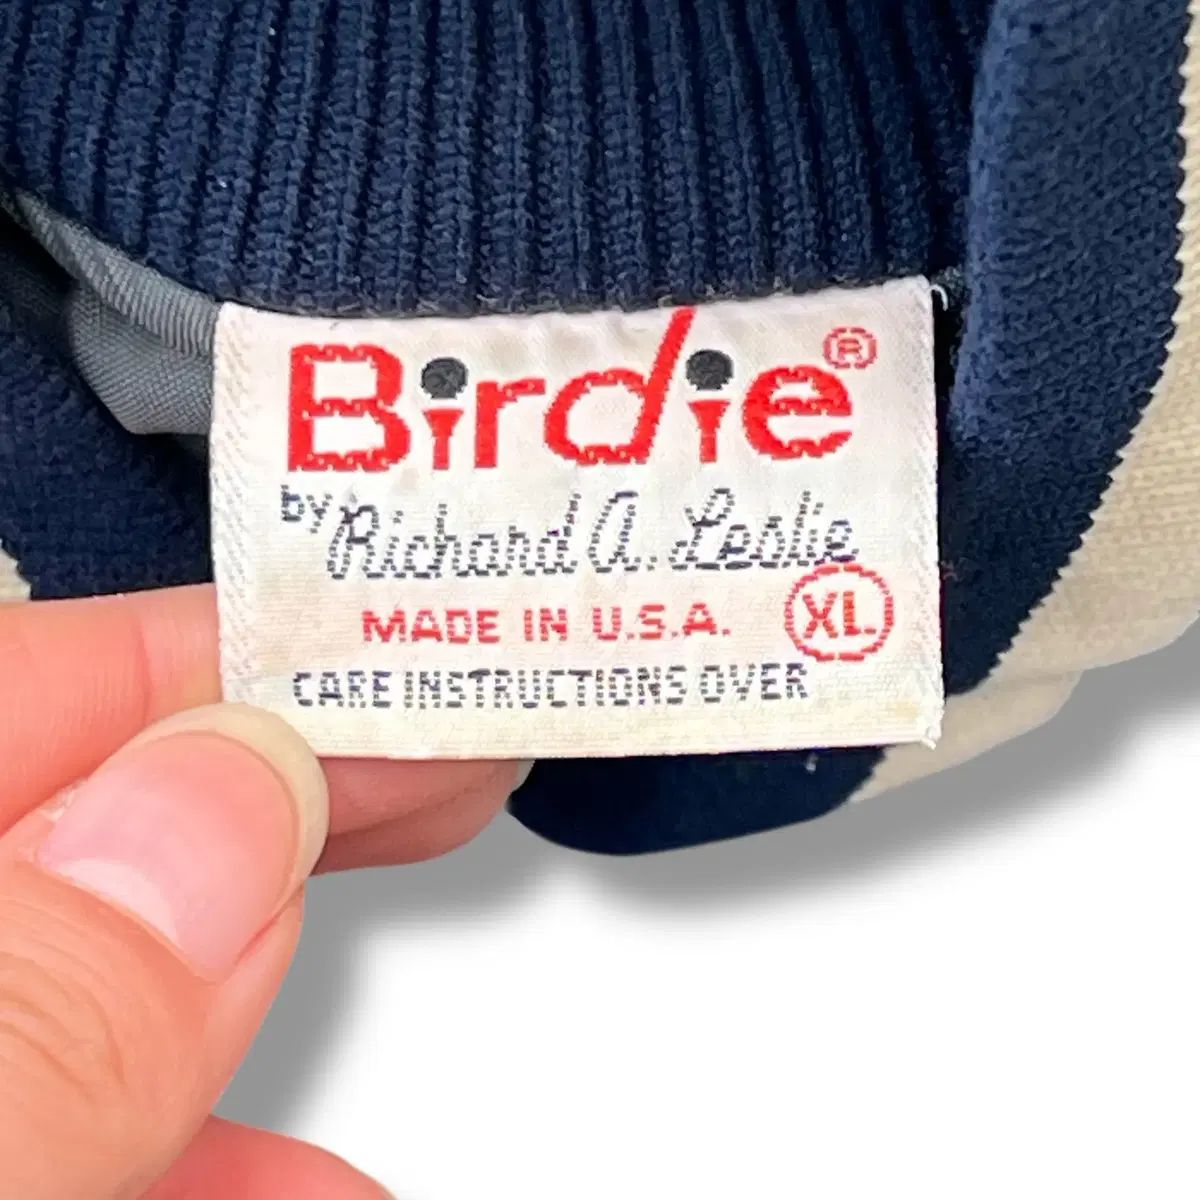 Birdie®
by Richard A. Leslie
MADE IN U.S.A. XL
CARE INSTRUCTIONS OVER